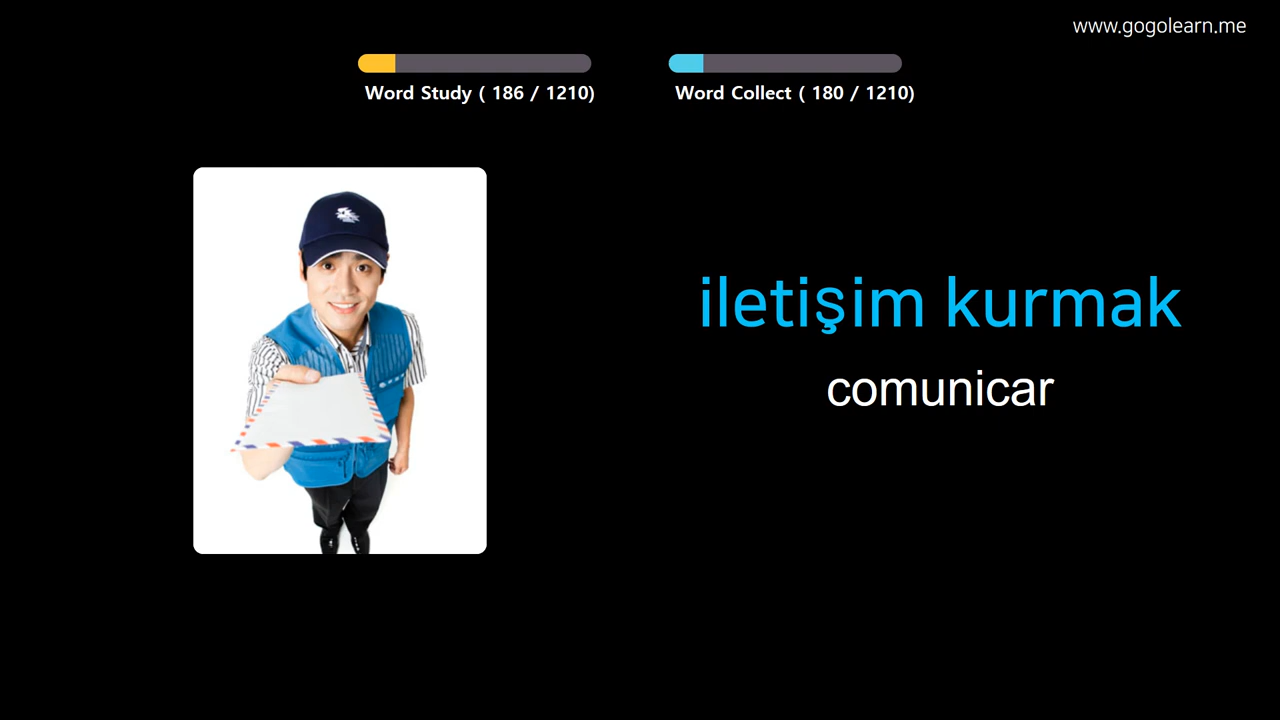 www.gogolearn.me
Word Study ( 186 / 1210)
Word Collect ( 180 / 1210)
iletişim kurmak
comunicar